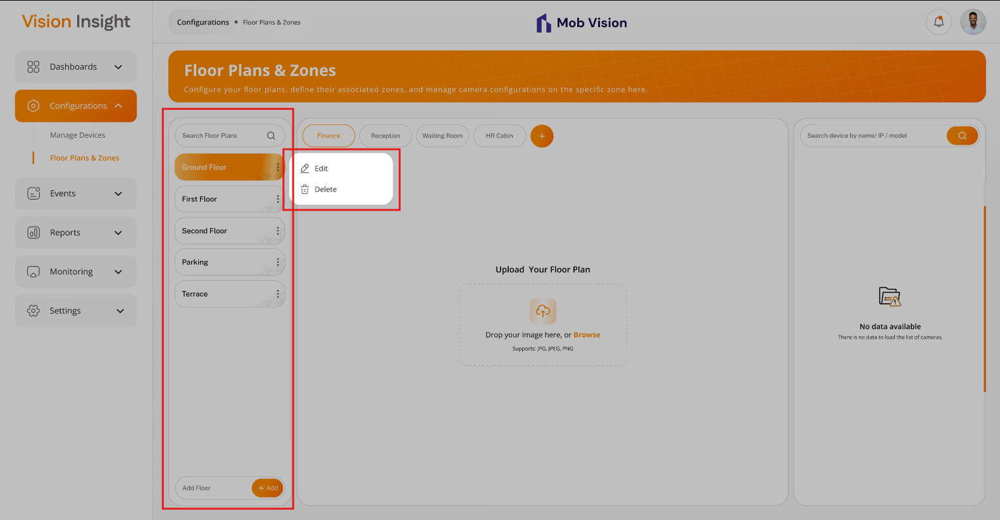 Vision Insight
Configurations • Floor Plans & Zones
Mob Vision
Dashboards
Configurations
Manage Devices
Floor Plans & Zones
Events
Reports
Monitoring
Settings
Floor Plans & Zones
Configure your floor plans, define their associated zones, and manage camera configurations on the specific zone here.
Search Floor Plans
Ground Floor
First Floor
Second Floor
Parking
Terrace
Add Floor
+ Add
Edit
Delete
Finance
Reception
Waiting Room
HR Cabin
+
Upload Your Floor Plan
Drop your image here, or Browse
Supports: JPG, JPEG, PNG
Search device by name/ IP / model
No data available
There is no data to load the list of cameras.